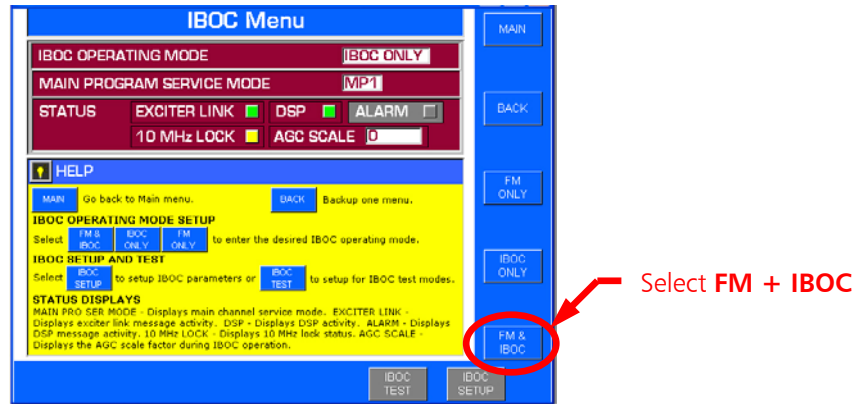 IBOC Menu
IBOC OPERATING MODE IBOC ONLY
MAIN PROGRAM SERVICE MODE MP1
STATUS EXCITER LINK DSP ALARM
10 MHz LOCK AGC SCALE 0
HELP
MAIN Go back to Main menu. BACK Backup one menu.
IBOC OPERATING MODE SETUP
Select FM & IBOC IBOC ONLY FM ONLY to enter the desired IBOC operating mode.
IBOC SETUP AND TEST
Select IBOC SETUP to setup IBOC parameters or IBOC TEST to setup for IBOC test modes.
STATUS DISPLAYS
MAIN PRO SER MODE - Displays main channel service mode. EXCITER LINK -
Displays exciter link message activity. DSP - Displays DSP activity. ALARM - Displays
DSP message activity. 10 MHz LOCK - Displays 10 MHz lock status. AGC SCALE -
Displays the AGC scale factor during IBOC operation.
MAIN
BACK
FM
ONLY
IBOC
ONLY
FM &
IBOC
IBOC
TEST
IBOC
SETUP
Select FM + IBOC